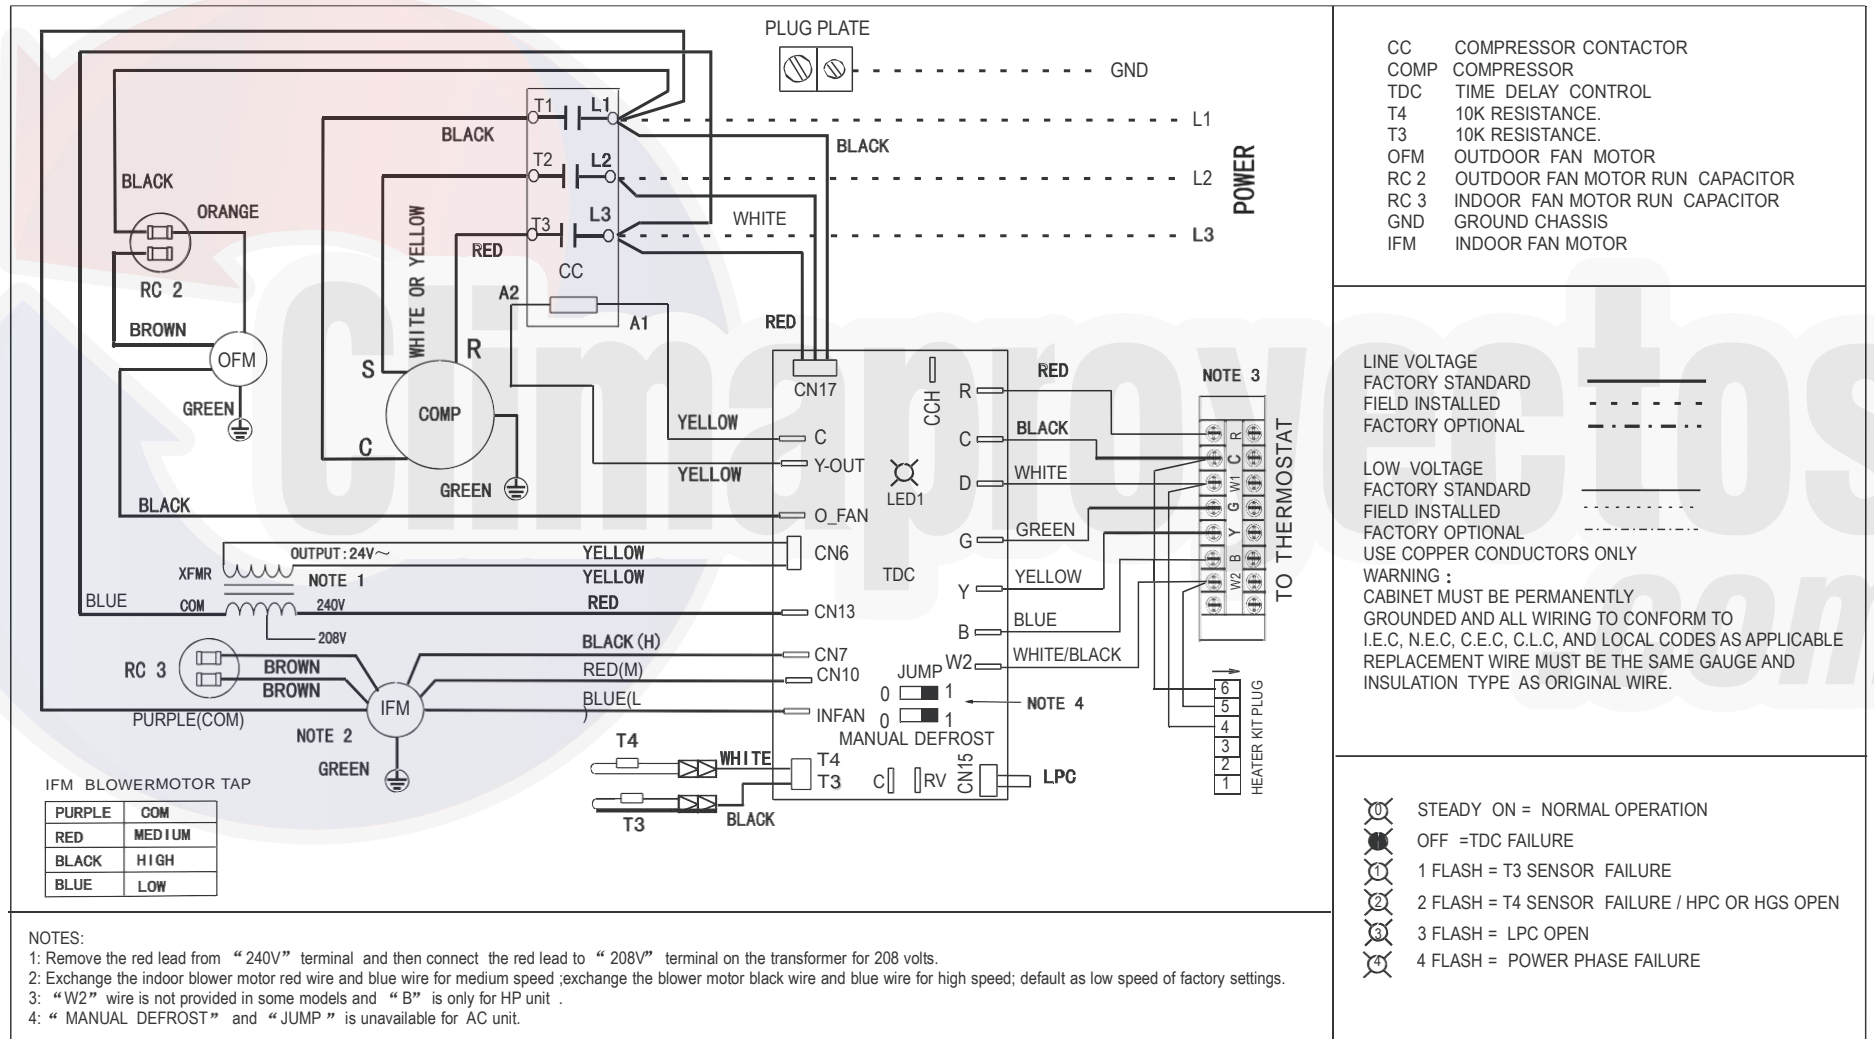 PLUG PLATE
GND
T1
L1
L1
BLACK
BLACK
T2
L2
L2
POWER
BLACK
ORANGE
WHITE OR YELLOW
T3
L3
WHITE
L3
RED
CC
RC 2
A2
A1
RED
BROWN
OFM
R
S
GREEN
COMP
C
GREEN
BLACK
CN17
CCH
R
RED
NOTE 3
YELLOW
C
C
BLACK
YELLOW
Y-OUT
LED1
D
WHITE
O_FAN
G
GREEN
OUTPUT:24V～
YELLOW
CN6
XFMR
NOTE 1
YELLOW
TDC
Y
YELLOW
BLUE
COM
240V
RED
CN13
208V
B
BLUE
R
C
W1
G
Y
B
W2
TO THERMOSTAT
RC 3
BROWN
BROWN
BLACK(H)
CN7
RED(M)
CN10
JUMP
W2
WHITE/BLACK
0
1
PURPLE(COM)
IFM
BLUE(L
)
INFAN
0
1
NOTE 4
MANUAL DEFROST
NOTE 2
GREEN
T4
WHITE
T4
T3
C
RV
CN15
LPC
T3
BLACK
6
5
4
3
2
1
HEATER KIT PLUG
IFM BLOWERMOTOR TAP
PURPLE COM
RED MEDIUM
BLACK HIGH
BLUE LOW
NOTES:
1: Remove the red lead from “240V” terminal and then connect the red lead to “208V” terminal on the transformer for 208 volts.
2: Exchange the indoor blower motor red wire and blue wire for medium speed ;exchange the blower motor black wire and blue wire for high speed; default as low speed of factory settings.
3: “W2” wire is not provided in some models and “B” is only for HP unit .
4: “ MANUAL DEFROST” and “JUMP ” is unavailable for AC unit.
CC COMPRESSOR CONTACTOR
COMP COMPRESSOR
TDC TIME DELAY CONTROL
T4 10K RESISTANCE.
T3 10K RESISTANCE.
OFM OUTDOOR FAN MOTOR
RC 2 OUTDOOR FAN MOTOR RUN CAPACITOR
RC 3 INDOOR FAN MOTOR RUN CAPACITOR
GND GROUND CHASSIS
IFM INDOOR FAN MOTOR
LINE VOLTAGE
FACTORY STANDARD
FIELD INSTALLED
FACTORY OPTIONAL
LOW VOLTAGE
FACTORY STANDARD
FIELD INSTALLED
FACTORY OPTIONAL
USE COPPER CONDUCTORS ONLY
WARNING :
CABINET MUST BE PERMANENTLY
GROUNDED AND ALL WIRING TO CONFORM TO
I.E.C, N.E.C, C.E.C, C.L.C, AND LOCAL CODES AS APPLICABLE
REPLACEMENT WIRE MUST BE THE SAME GAUGE AND
INSULATION TYPE AS ORIGINAL WIRE.
0 STEADY ON = NORMAL OPERATION
OFF =TDC FAILURE
1 1 FLASH = T3 SENSOR FAILURE
2 2 FLASH = T4 SENSOR FAILURE / HPC OR HGS OPEN
3 3 FLASH = LPC OPEN
4 4 FLASH = POWER PHASE FAILURE
Climaproyectos
.com